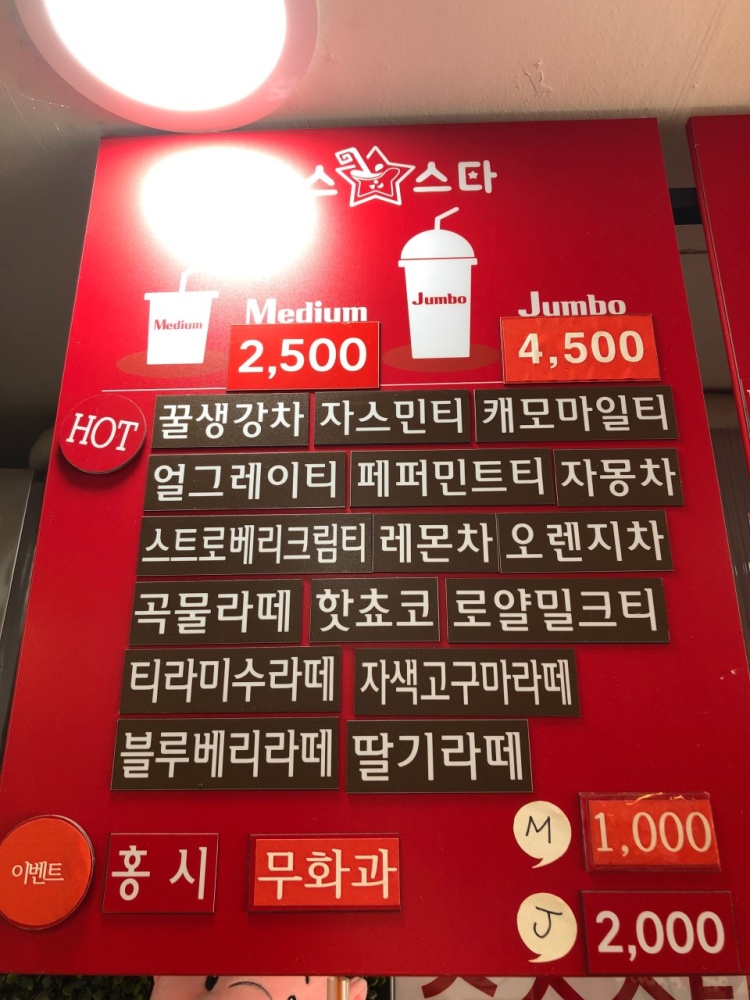 스타
Medium Jumbo
Medium Jumbo
2,500 4,500
HOT 꿀생강차 자스민티 캐모마일티
얼그레이티 페퍼민트티 자몽차
스트로베리크림티 레몬차 오렌지차
곡물라떼 핫쵸코 로얄밀크티
티라미수라떼 자색고구마라떼
블루베리라떼 딸기라떼
이벤트 홍시 무화과
M 1,000
J 2,000